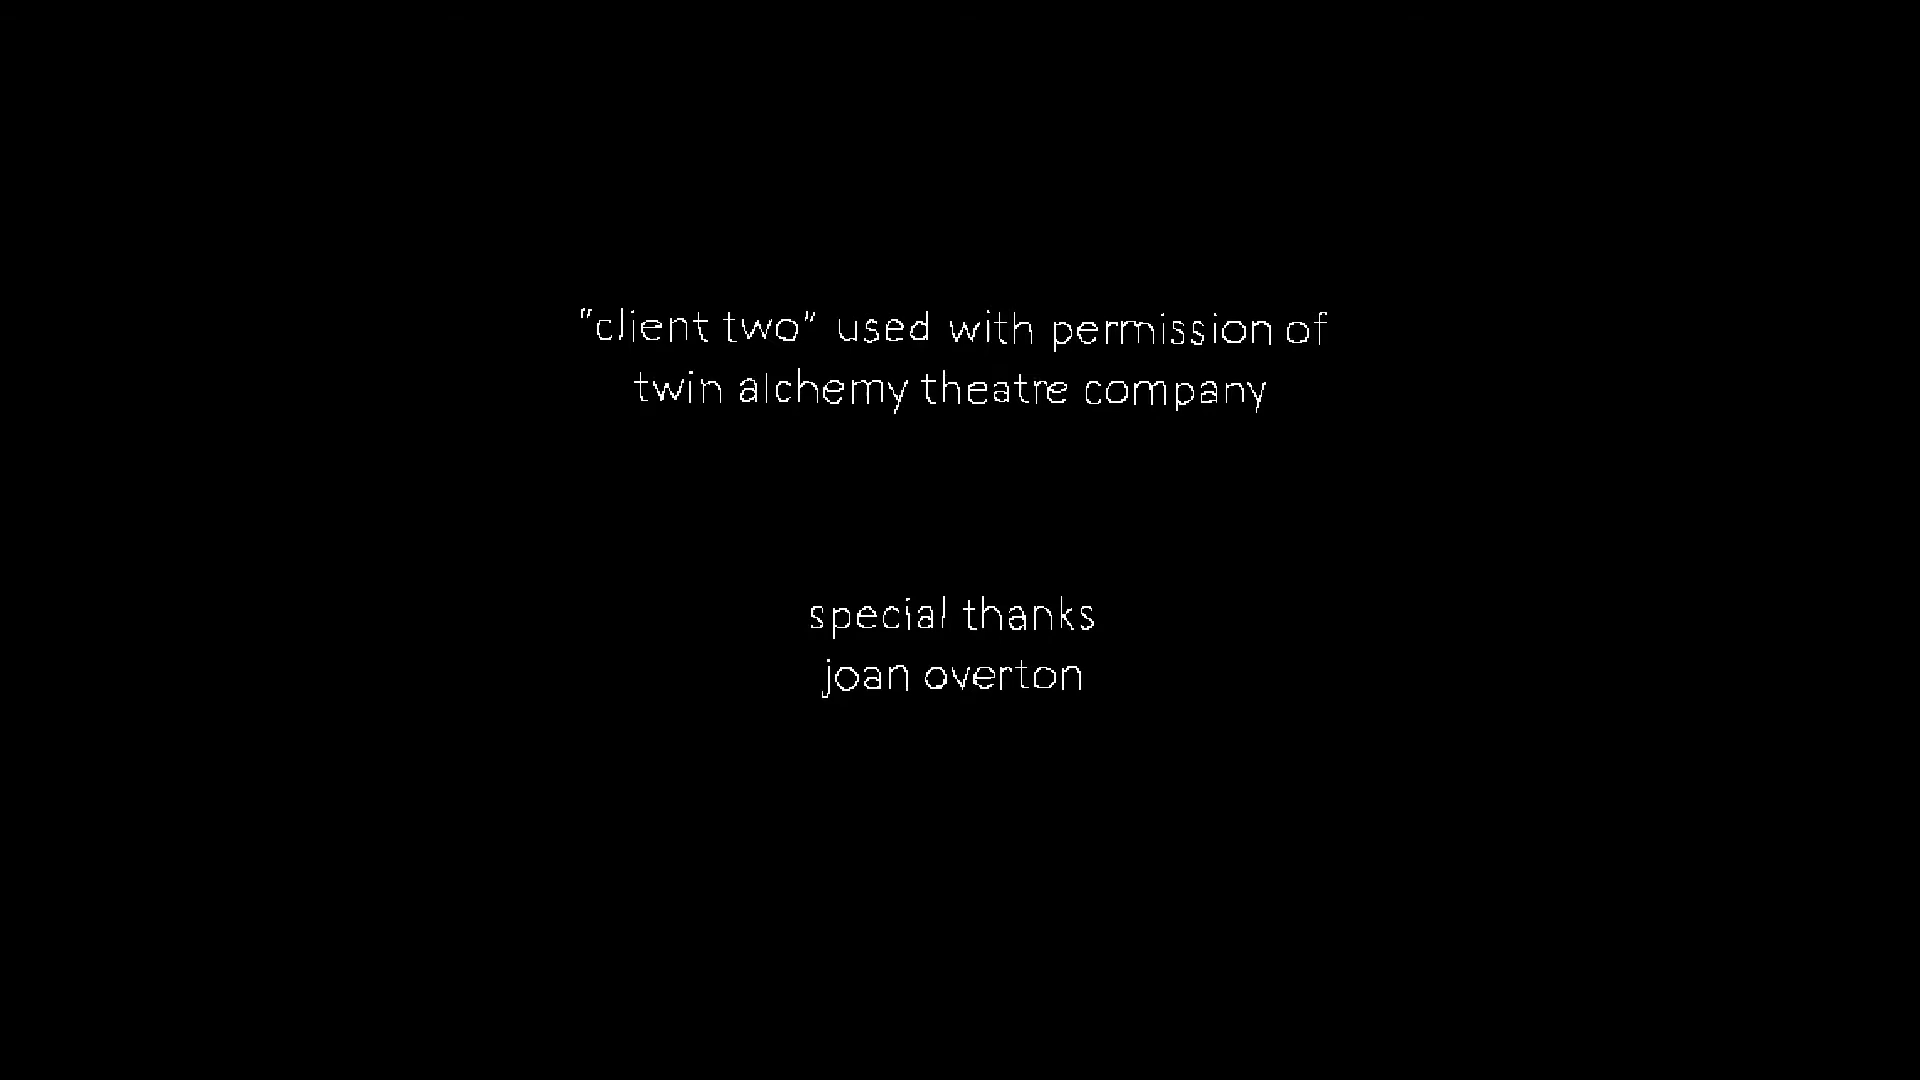 "client two" used with permission of
twin alchemy theatre company
special thanks
joan overton